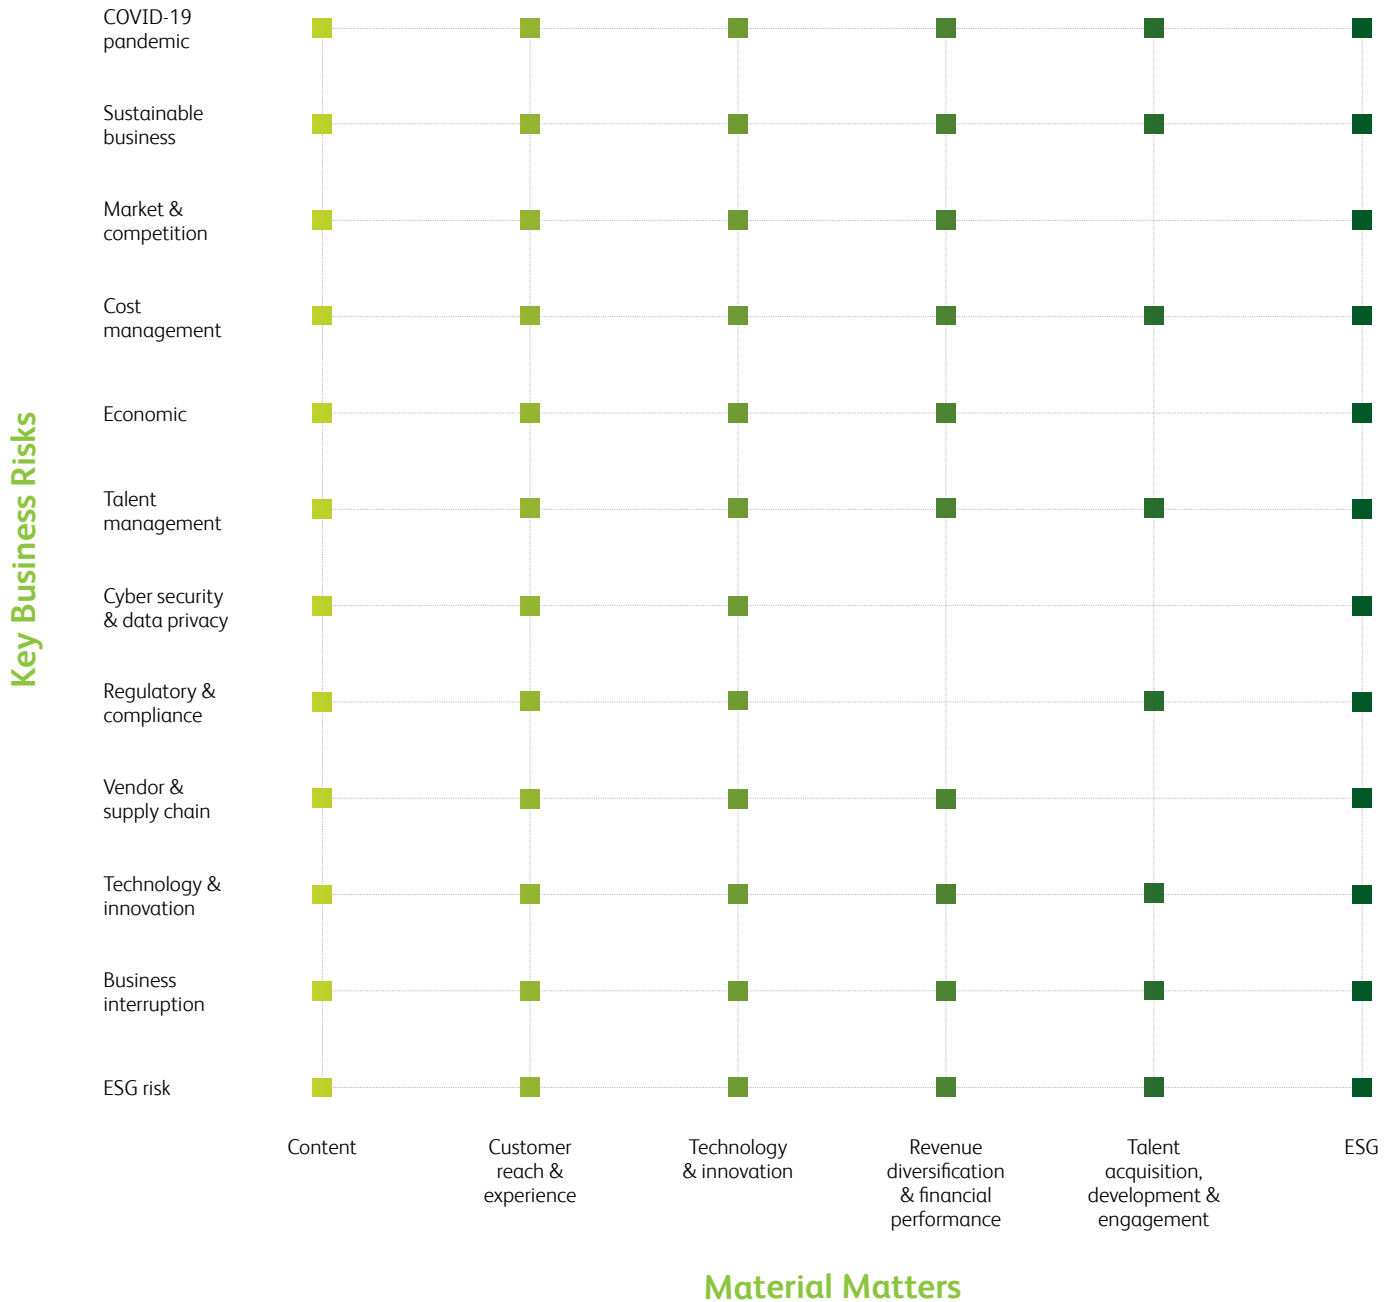 COVID-19
pandemic
Sustainable
business
Market &
competition
Cost
management
Economic
Talent
management
Cyber security
& data privacy
Regulatory &
compliance
Vendor &
supply chain
Technology &
innovation
Business
interruption
ESG risk
Key Business Risks
Content
Customer
reach &
experience
Technology
& innovation
Revenue
diversification
& financial
performance
Talent
acquisition,
development &
engagement
ESG
Material Matters